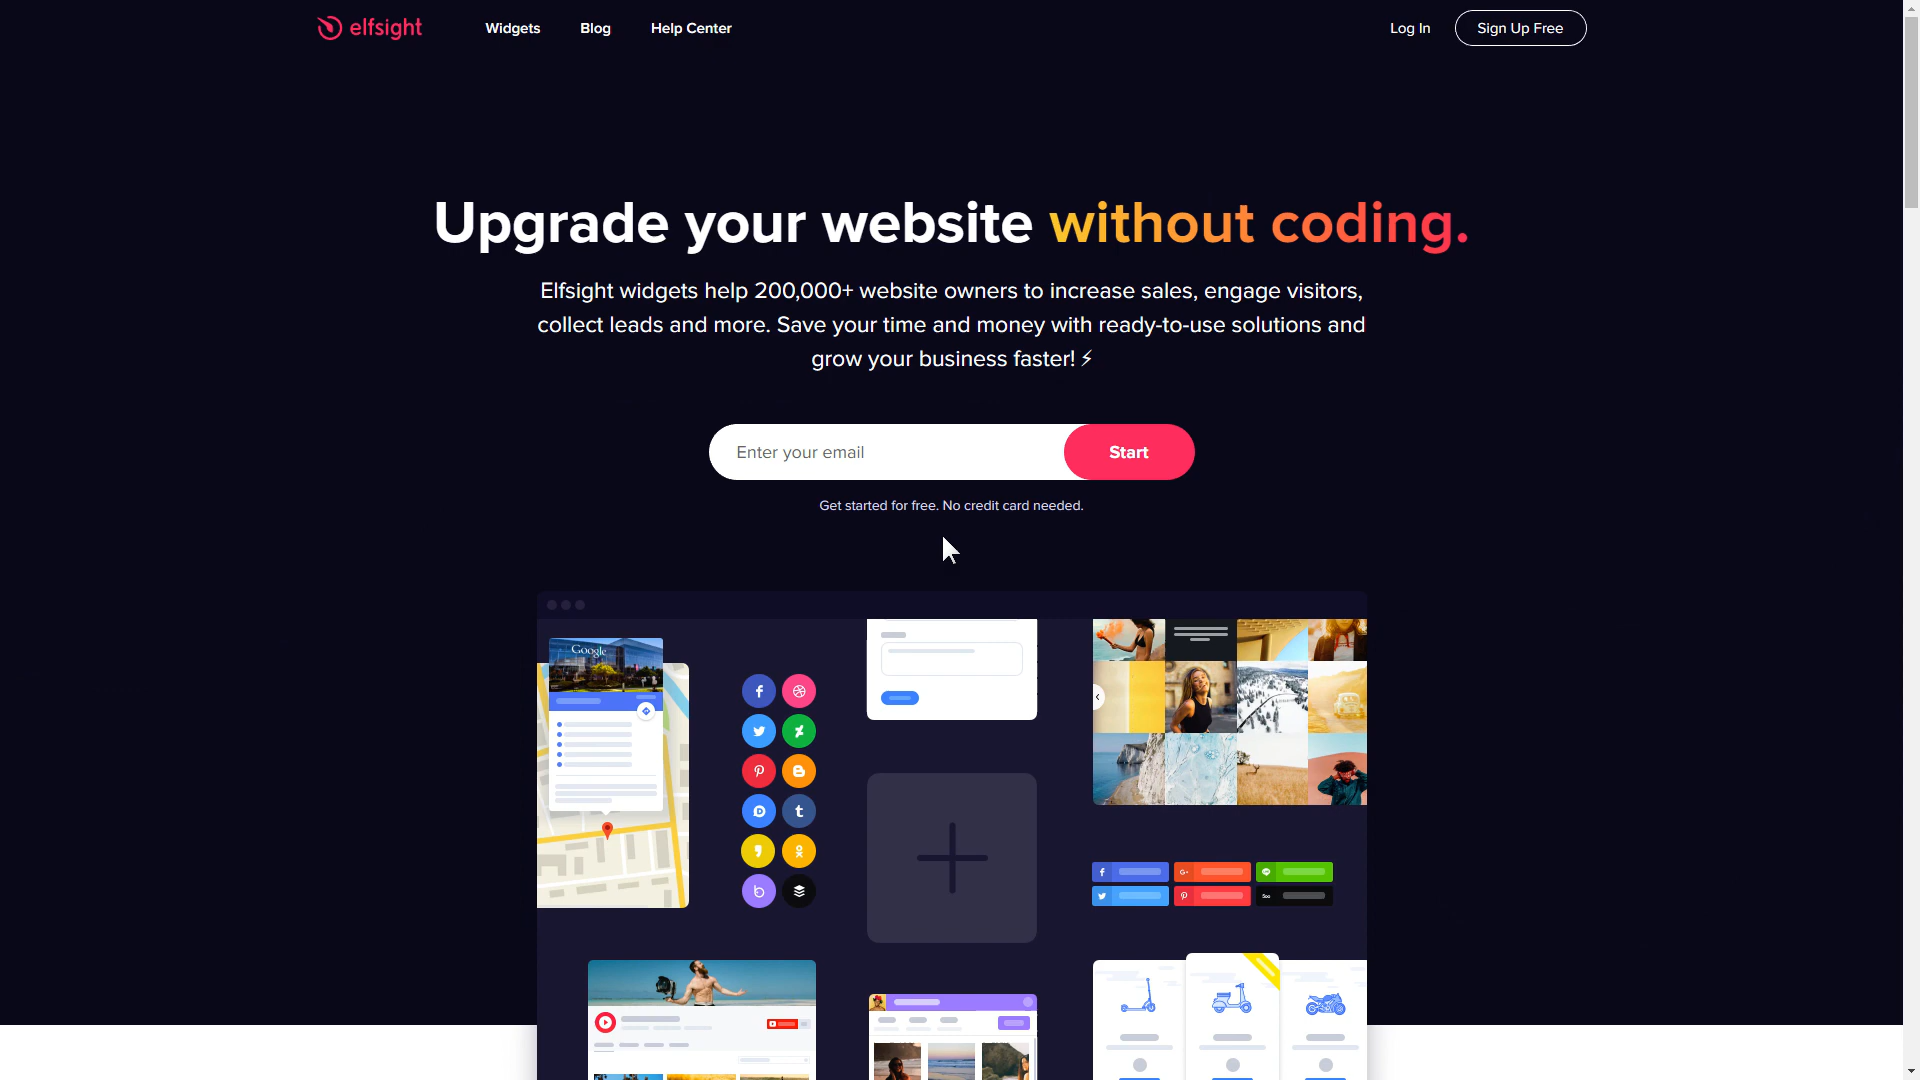 elfsight
Widgets
Blog
Help Center
Log In
Sign Up Free
Upgrade your website without coding.
Elfsight widgets help 200,000+ website owners to increase sales, engage visitors,
collect leads and more. Save your time and money with ready-to-use solutions and
grow your business faster! ⚡
Enter your email
Start
Get started for free. No credit card needed.
Google